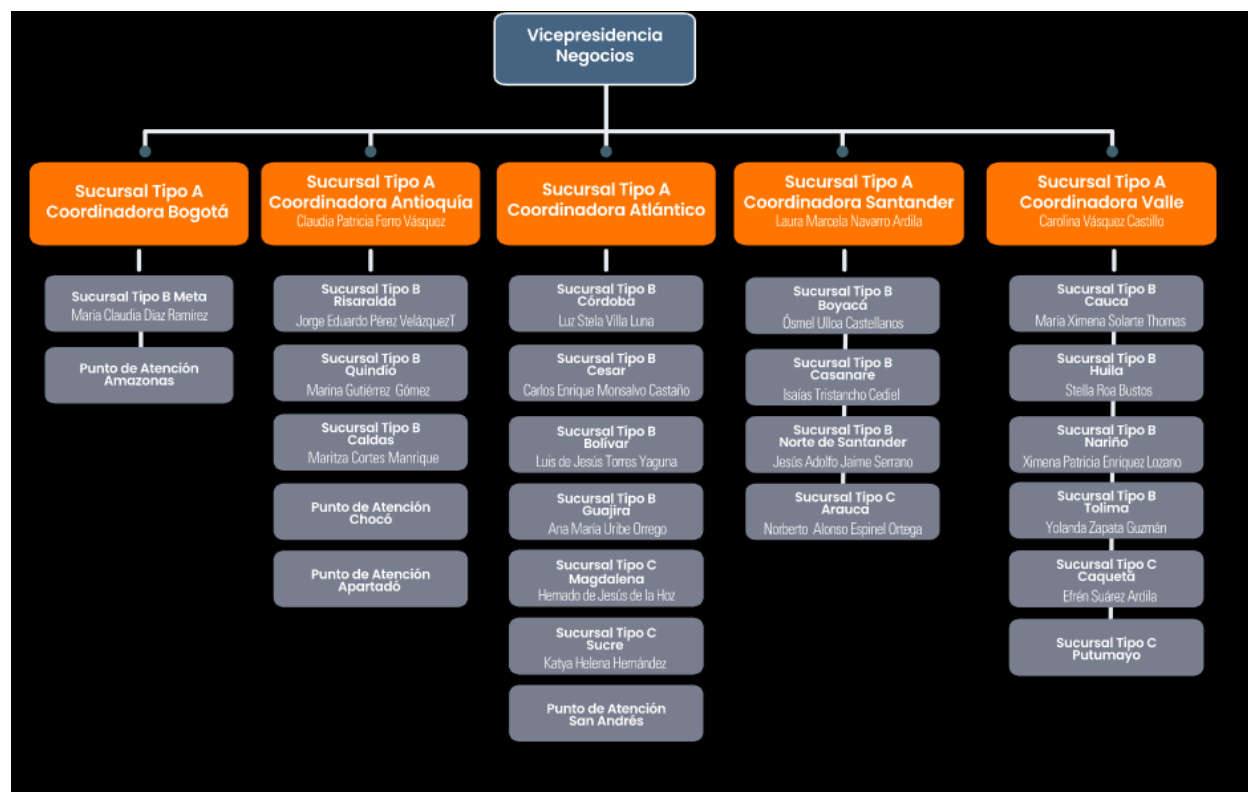 Vicepresidencia
Negocios
Sucursal Tipo A
Coordinadora Bogotá
Sucursal Tipo B Meta
María Claudia Díaz Ramírez
Punto de Atención
Amazonas
Sucursal Tipo A
Coordinadora Antioquía
Claudia Patricia Ferro Vásquez
Sucursal Tipo B
Risaralda
Jorge Eduardo Pérez VelázquezT
Sucursal Tipo B
Quindío
Marina Gutiérrez Gómez
Sucursal Tipo B
Caldas
Maritza Cortes Manrique
Punto de Atención
Chocó
Punto de Atención
Apartadó
Sucursal Tipo A
Coordinadora Atlántico
Sucursal Tipo B
Córdoba
Luz Stela Villa Luna
Sucursal Tipo B
Cesar
Carlos Enrique Monsalvo Castaño
Sucursal Tipo B
Bolívar
Luis de Jesús Torres Yaguna
Sucursal Tipo B
Guajira
Ana María Uribe Orrego
Sucursal Tipo C
Magdalena
Hernado de Jesús de la Hoz
Sucursal Tipo C
Sucre
Katya Helena Hernández
Punto de Atención
San Andrés
Sucursal Tipo A
Coordinadora Santander
Laura Marcela Navarro Ardila
Sucursal Tipo B
Boyacá
Ósmel Ulloa Castellanos
Sucursal Tipo B
Casanare
Isaías Tristancho Cediel
Sucursal Tipo B
Norte de Santander
Jesús Adolfo Jaime Serrano
Sucursal Tipo C
Arauca
Norberto Alonso Espinel Ortega
Sucursal Tipo A
Coordinadora Valle
Carolina Vásquez Castillo
Sucursal Tipo B
Cauca
María Ximena Solarte Thomas
Sucursal Tipo B
Huila
Stella Roa Bustos
Sucursal Tipo B
Nariño
Ximena Patricia Enriquez Lozano
Sucursal Tipo B
Tolima
Yolanda Zapata Guzmán
Sucursal Tipo C
Caquetá
Efrén Suárez Ardila
Sucursal Tipo C
Putumayo